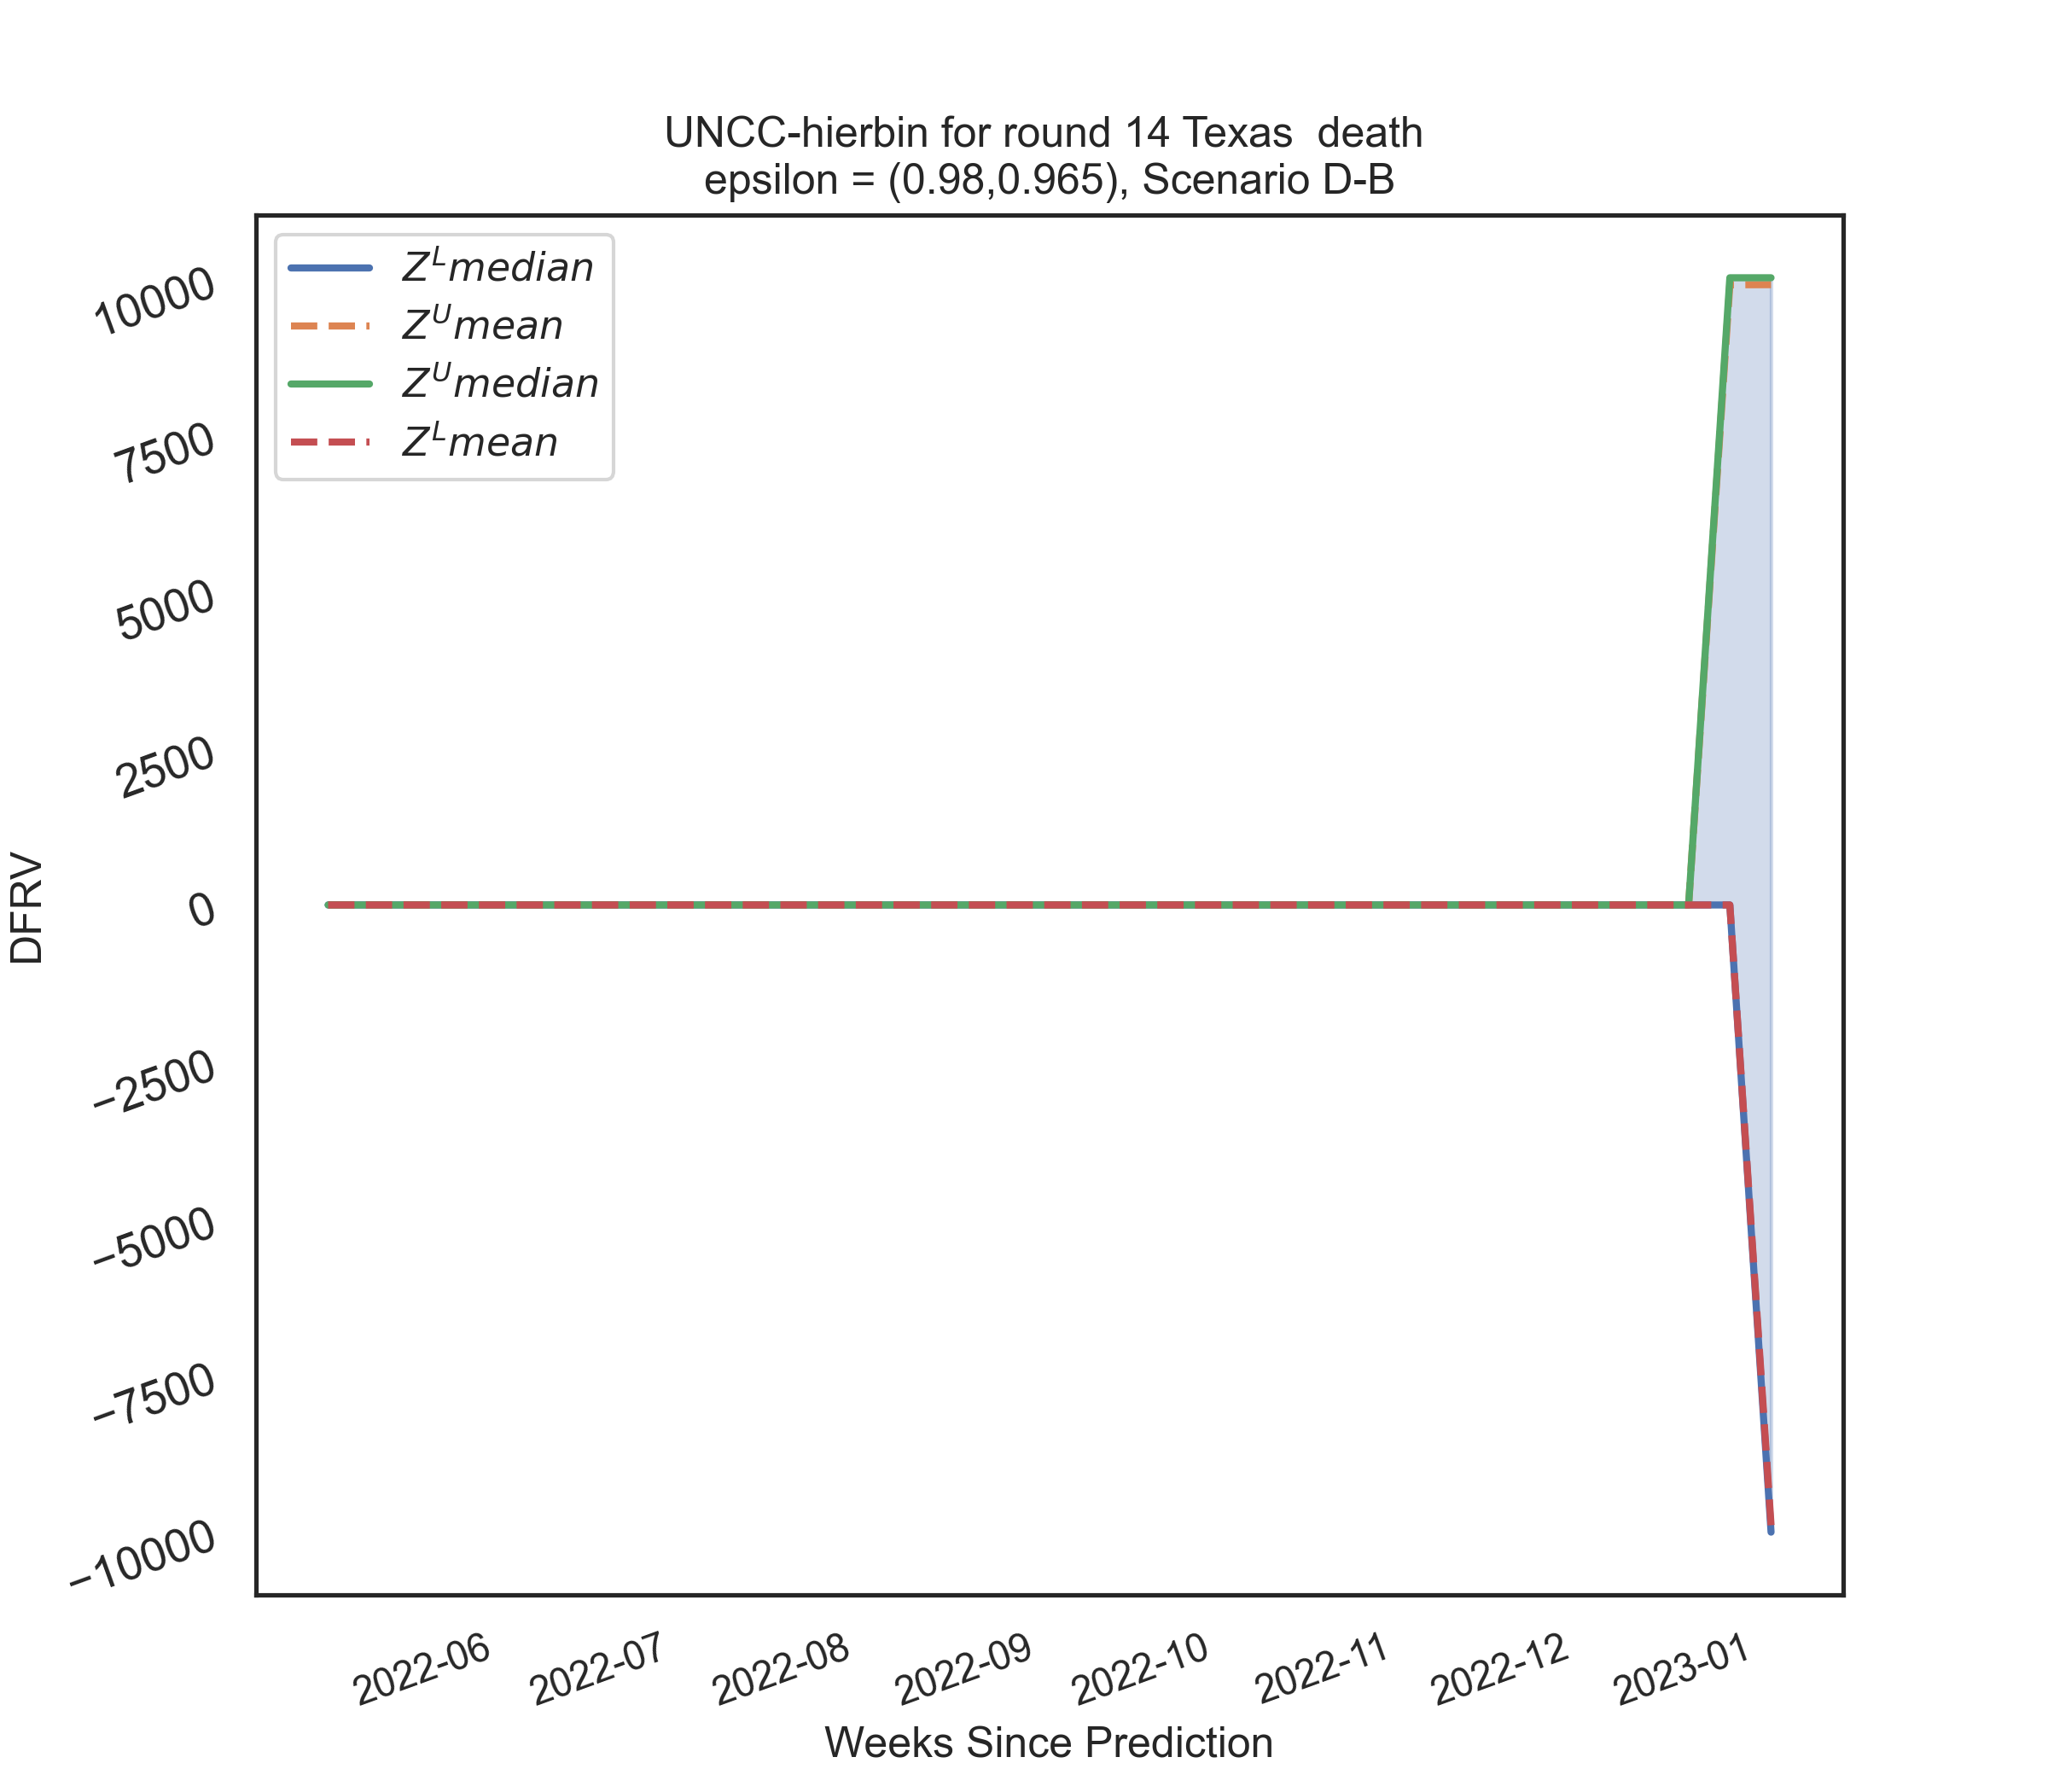 UNCC-hierbin for round 14 Texas  death
epsilon = (0.98,0.965), Scenario D-B
Z^L median
Z^U mean
Z^U median
Z^L mean
10000
7500
5000
2500
0
−2500
−5000
−7500
−10000
DFRV
2022-06
2022-07
2022-08
2022-09
2022-10
2022-11
2022-12
2023-01
Weeks Since Prediction